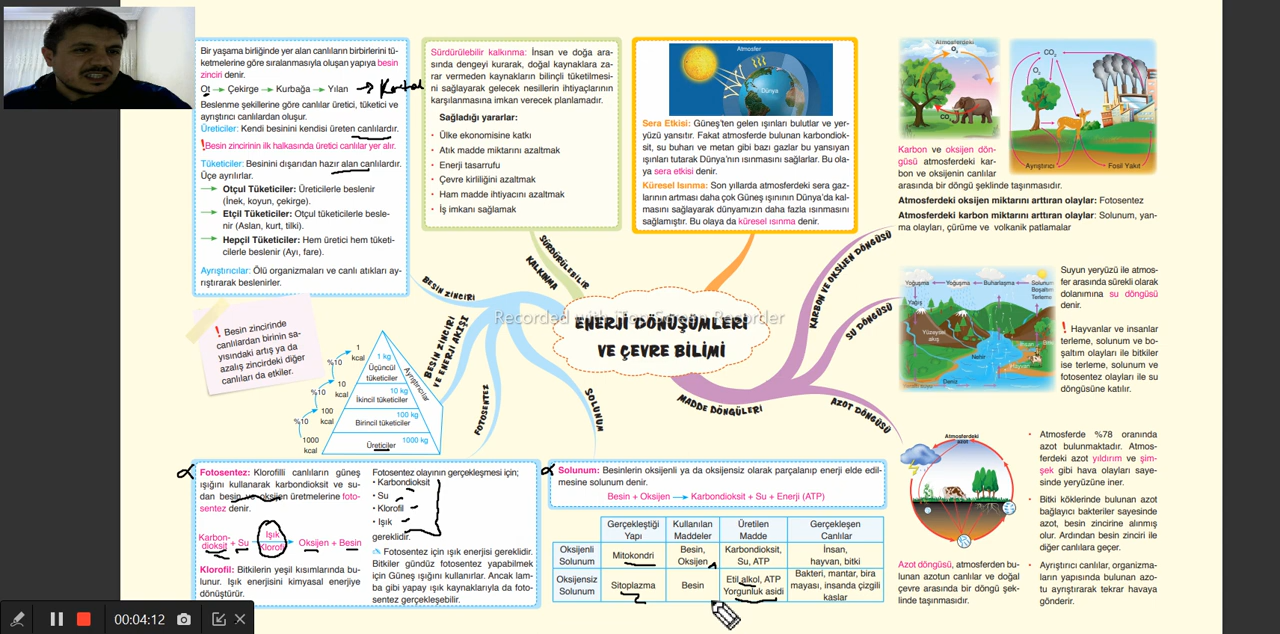 Bir yaşama birliğinde yer alan canlıların birbirlerini tü-
ketmelerine göre sıralanmasıyla oluşan yapıya besin
zinciri denir.
Ot → Çekirge → Kurbağa → Yılan →
Beslenme şekillerine göre canlılar üretici, tüketici ve
ayrıştırıcı canlılardan oluşur.
Üreticiler: Kendi besinini kendisi üreten canlılardır.
! Besin zincirinin ilk halkasında üretici canlılar yer alır.
Tüketiciler: Besinini dışarıdan hazır alan canlılardır.
Üçe ayrılırlar.
→ Otçul Tüketiciler: Üreticilerle beslenir
(İnek, koyun, çekirge).
→ Etçil Tüketiciler: Otçul tüketicilerle besle-
nir (Aslan, kurt, tilki).
→ Hepçil Tüketiciler: Hem üretici hem tüketi-
cilerle beslenir (Ayı, fare).
Ayrıştırıcılar: Ölü organizmaları ve canlı atıkları ay-
rıştırarak beslenirler.
Sürdürülebilir kalkınma: İnsan ve doğa ara-
sında dengeyi kurarak, doğal kaynaklara za-
rar vermeden kaynakların bilinçli tüketilmesi-
ni sağlayarak gelecek nesillerin ihtiyaçlarının
karşılanmasına imkan verecek planlamadır.
Sağladığı yararlar:
• Ülke ekonomisine katkı
• Atık madde miktarını azaltmak
• Enerji tasarrufu
• Çevre kirliliğini azaltmak
• Ham madde ihtiyacını azaltmak
• İş imkanı sağlamak
Atmosfer
Dünya
Sera Etkisi: Güneş'ten gelen ışınları bulutlar ve yer-
yüzü yansıtır. Fakat atmosferde bulunan karbondiok-
sit, su buharı ve metan gibi bazı gazlar bu yansıyan
ışınları tutarak Dünya'nın ısınmasını sağlarlar. Bu ola-
ya sera etkisi denir.
Küresel Isınma: Son yıllarda atmosferdeki sera gaz-
larının artması daha çok Güneş ışınının Dünya'da kal-
masını sağlayarak dünyamızın daha fazla ısınmasını
sağlamıştır. Bu olaya da küresel ısınma denir.
O₂
CO₂
CO₂
O₂
Ayrıştırıcı
Fosil Yakıt
Karbon ve oksijen dön-
güsü atmosferdeki kar-
bon ve oksijenin canlılar
arasında bir döngü şeklinde taşınmasıdır.
Atmosferdeki oksijen miktarını arttıran olaylar: Fotosentez
Atmosferdeki karbon miktarını arttıran olaylar: Solunum, yan-
ma olayları, çürüme ve volkanik patlamalar
BESİN ZİNCİRİ
SÜRDÜRÜLEBİLİR
KALKINMA
KARBON VE OKSİJEN DÖNGÜSÜ
SU DÖNGÜSÜ
Recorded with iTop Screen Recorder
ENERJİ DÖNÜŞÜMLERİ
VE ÇEVRE BİLİMİ
BESİN ZİNCİRİ
VE ENERJİ AKIŞI
FOTOSENTEZ
SOLUNUM
MADDE DÖNGÜLERİ
AZOT DÖNGÜSÜ
! Besin zincirinde
canlılardan birinin sa-
yısındaki artış ya da
azalış zincirdeki diğer
canlıları da etkiler.
1
kcal
%10
10
kcal
%10
100
kcal
%10
1000
kcal
1 kg
Üçüncül
tüketiciler
10 kg
İkincil tüketiciler
100 kg
Birincil tüketiciler
1000 kg
Üreticiler
Ayrıştırıcılar
Yoğuşma
Yoğuşma
Buharlaşma
Solunum
Boşaltım
Terleme
Yağış
Yüzeysel
akış
Nehir
Deniz
Suyun yeryüzü ile atmos-
fer arasında sürekli olarak
dolanımına su döngüsü
denir.
! Hayvanlar ve insanlar
terleme, solunum ve bo-
şaltım olayları ile bitkiler
ise terleme, solunum ve
fotosentez olayları ile su
döngüsüne katılır.
Fotosentez: Klorofilli canlıların güneş
ışığını kullanarak karbondioksit ve su-
dan besin ve oksijen üretmelerine foto-
sentez denir.
Karbon-
dioksit + Su
Işık
Klorofil
Oksijen + Besin
Klorofil: Bitkilerin yeşil kısımlarında bu-
lunur. Işık enerjisini kimyasal enerjiye
dönüştürür.
Fotosentez olayının gerçekleşmesi için;
• Karbondioksit
• Su
• Klorofil
• Işık
gereklidir.
Fotosentez için ışık enerjisi gereklidir.
Bitkiler gündüz fotosentez yapabilmek
için Güneş ışığını kullanırlar. Ancak lam-
ba gibi yapay ışık kaynaklarıyla da foto-
sentez gerçekleşebilir.
Solunum: Besinlerin oksijenli ya da oksijensiz olarak parçalanıp enerji elde edil-
mesine solunum denir.
Besin + Oksijen → Karbondioksit + Su + Enerji (ATP)
Gerçekleştiği Yapı | Kullanılan Maddeler | Üretilen Madde | Gerçekleşen Canlılar
Oksijenli Solunum | Mitokondri | Besin, Oksijen | Karbondioksit, Su, ATP | İnsan, hayvan, bitki
Oksijensiz Solunum | Sitoplazma | Besin | Etil alkol, ATP Yorgunluk asidi | Bakteri, mantar, bira mayası, insanda çizgili kaslar
Atmosferdeki
azot
Azot döngüsü, atmosferden bu-
lunan azotun canlılar ve doğal
çevre arasında bir döngü şek-
linde taşınmasıdır.
• Atmosferde %78 oranında
azot bulunmaktadır. Atmos-
ferdeki azot yıldırım ve şim-
şek gibi hava olayları saye-
sinde yeryüzüne iner.
• Bitki köklerinde bulunan azot
bağlayıcı bakteriler sayesinde
azot, besin zincirine alınmış
olur. Ardından besin zinciri ile
diğer canlılara geçer.
• Ayrıştırıcı canlılar, organizma-
ların yapısında bulunan azo-
tu ayrıştırarak tekrar havaya
gönderir.
00:04:12